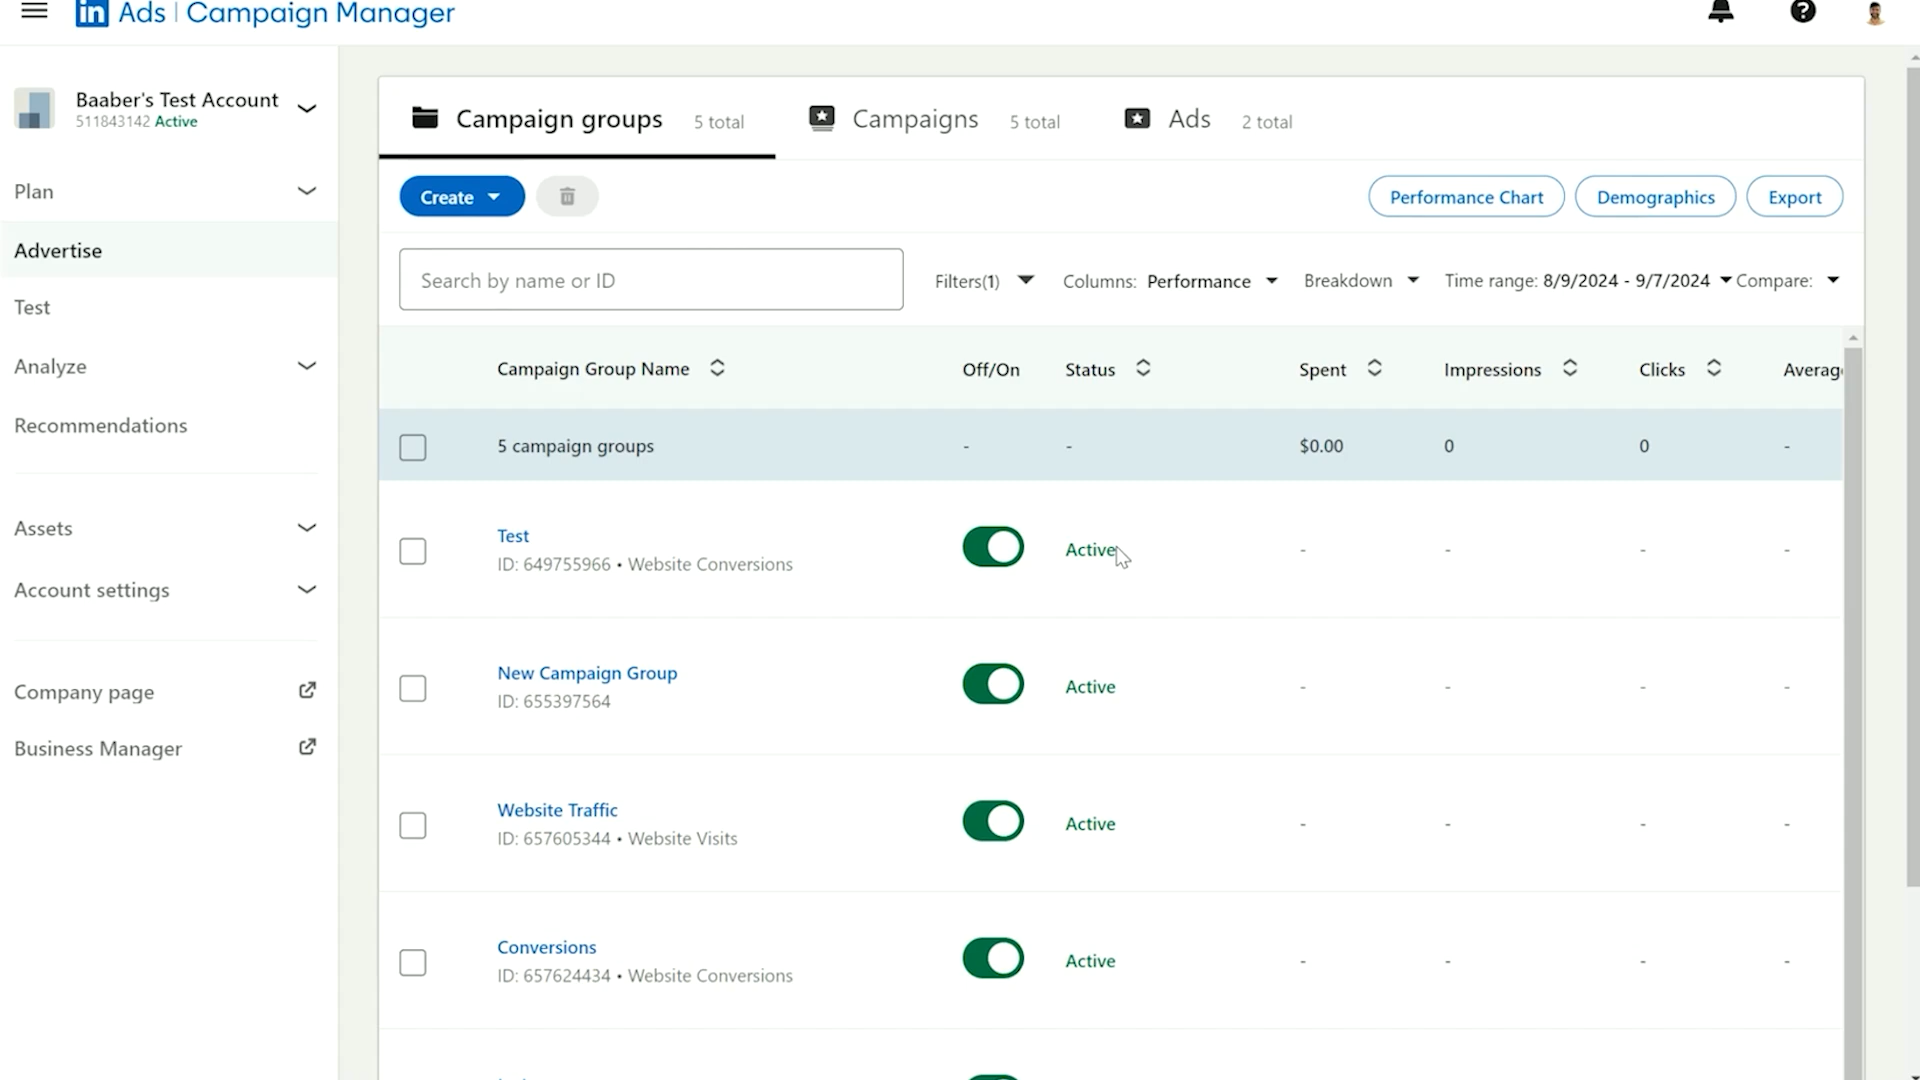 in Ads | Campaign Manager
Baaber's Test Account
511843142 Active
Plan
Advertise
Test
Analyze
Recommendations
Assets
Account settings
Company page
Business Manager
Campaign groups 5 total Campaigns 5 total Ads 2 total
Create Performance Chart Demographics Export
Search by name or ID Filters(1) Columns: Performance Breakdown Time range: 8/9/2024 - 9/7/2024 Compare:
Campaign Group Name Off/On Status Spent Impressions Clicks Averag
5 campaign groups - - $0.00 0 0 -
Test Active - - - -
ID: 649755966 • Website Conversions
New Campaign Group Active - - - -
ID: 655397564
Website Traffic Active - - - -
ID: 657605344 • Website Visits
Conversions Active - - - -
ID: 657624434 • Website Conversions